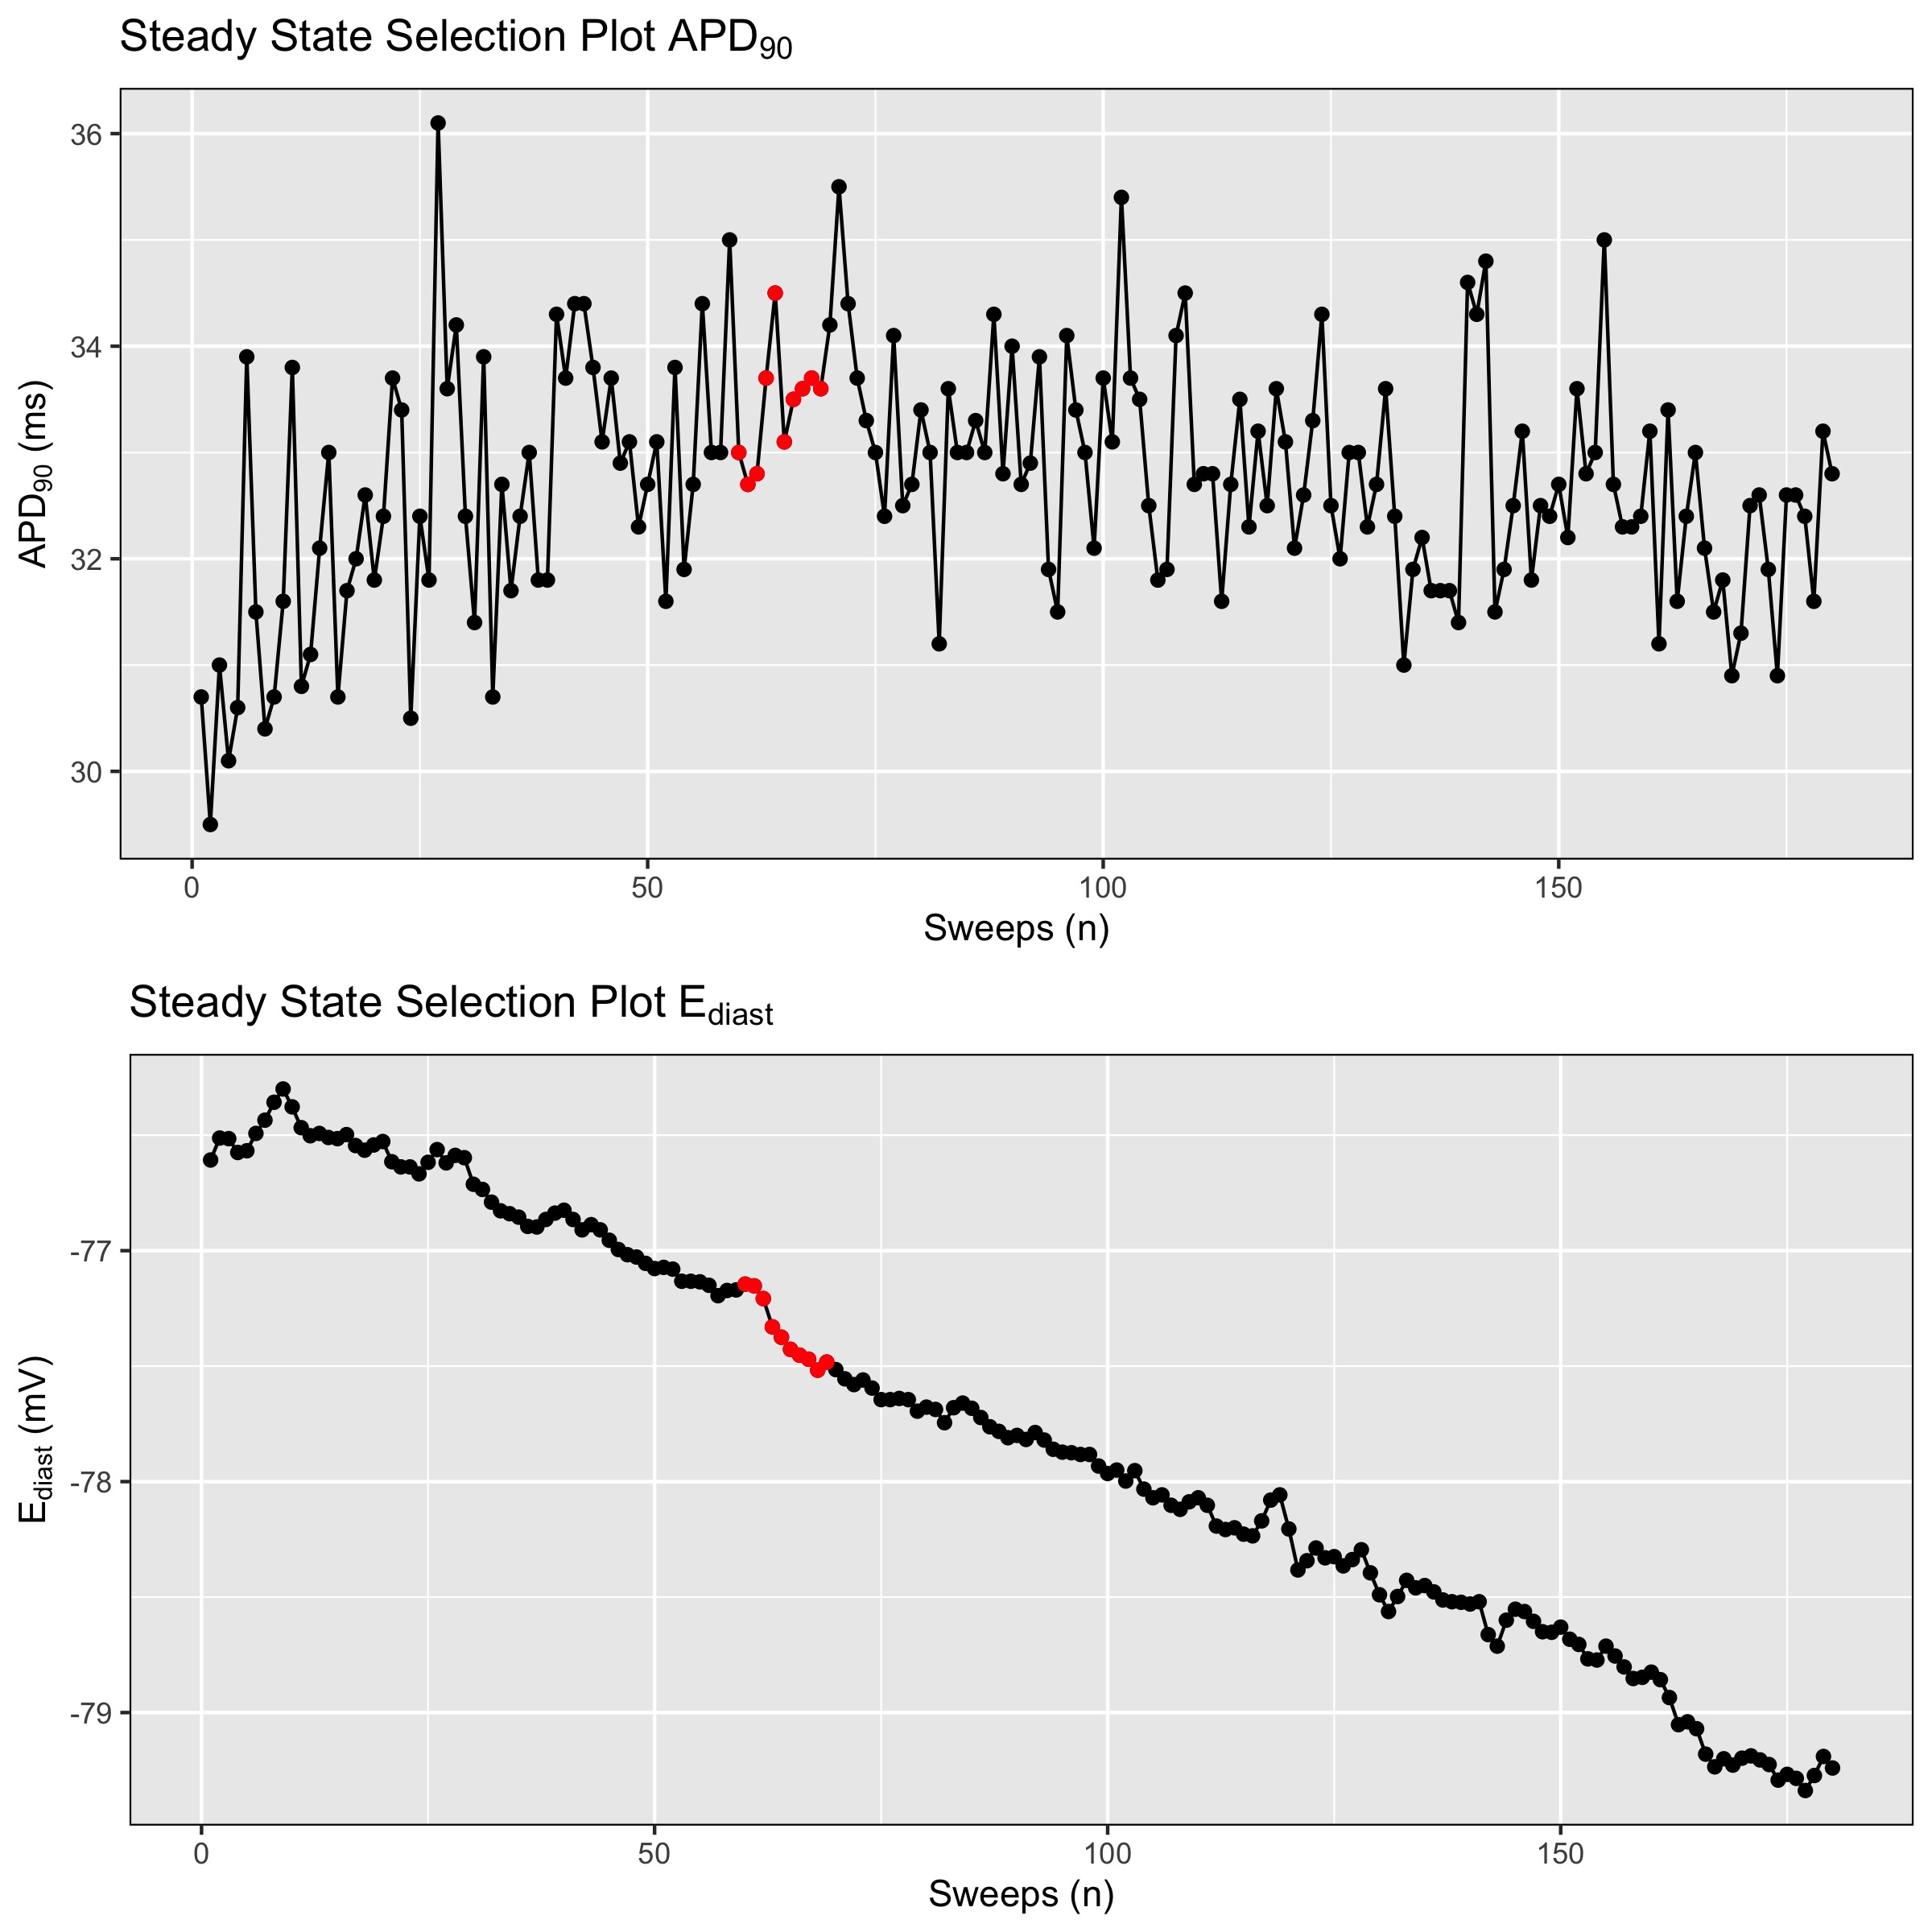 Steady State Selection Plot APD90
36
34
32
30
APD90 (ms)
0 50 100 150
Sweeps (n)
Steady State Selection Plot Ediast
-77
-78
-79
Ediast (mV)
0 50 100 150
Sweeps (n)